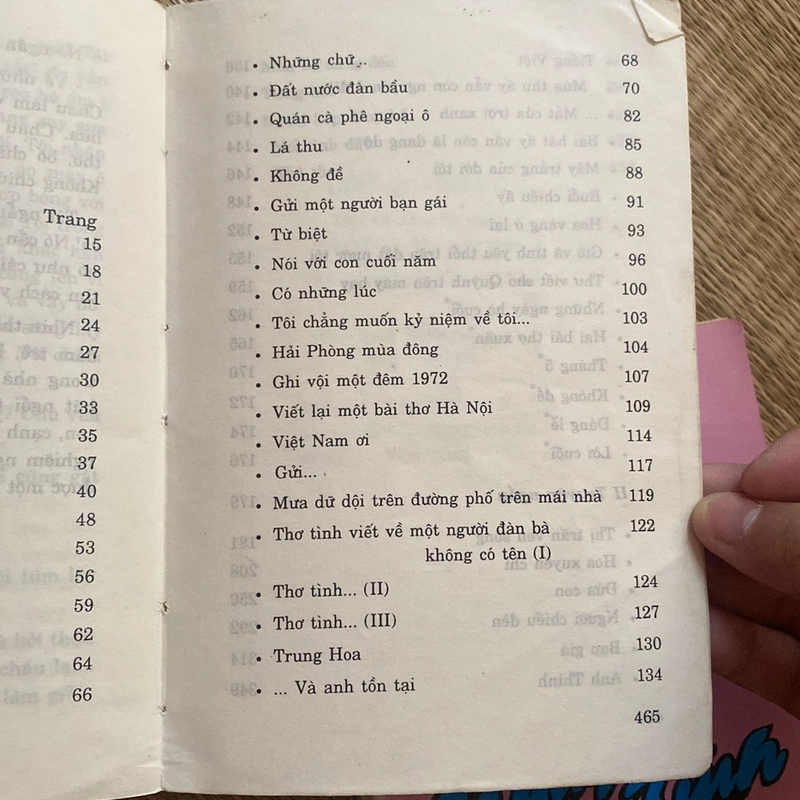 Trang
15
18
21
24
27
30
33
35
37
40
48
53
56
59
62
64
66
• Những chữ.. 68
• Đất nước đàn bầu 70
• Quán cà phê ngoại ô 82
• Lá thu 85
• Không đề 88
• Gửi một người bạn gái 91
• Từ biệt 93
• Nói với con cuối năm 96
• Có những lúc 100
• Tôi chẳng muốn kỷ niệm về tôi... 103
• Hải Phòng mùa đông 104
• Ghi vội một đêm 1972 107
• Viết lại một bài thơ Hà Nội 109
• Việt Nam ơi 114
• Gửi... 117
• Mưa dữ dội trên đường phố trên mái nhà 119
• Thơ tình viết về một người đàn bà 122
không có tên (I)
• Thơ tình... (II) 124
• Thơ tình... (III) 127
• Trung Hoa 130
• ... Và anh tồn tại 134
465